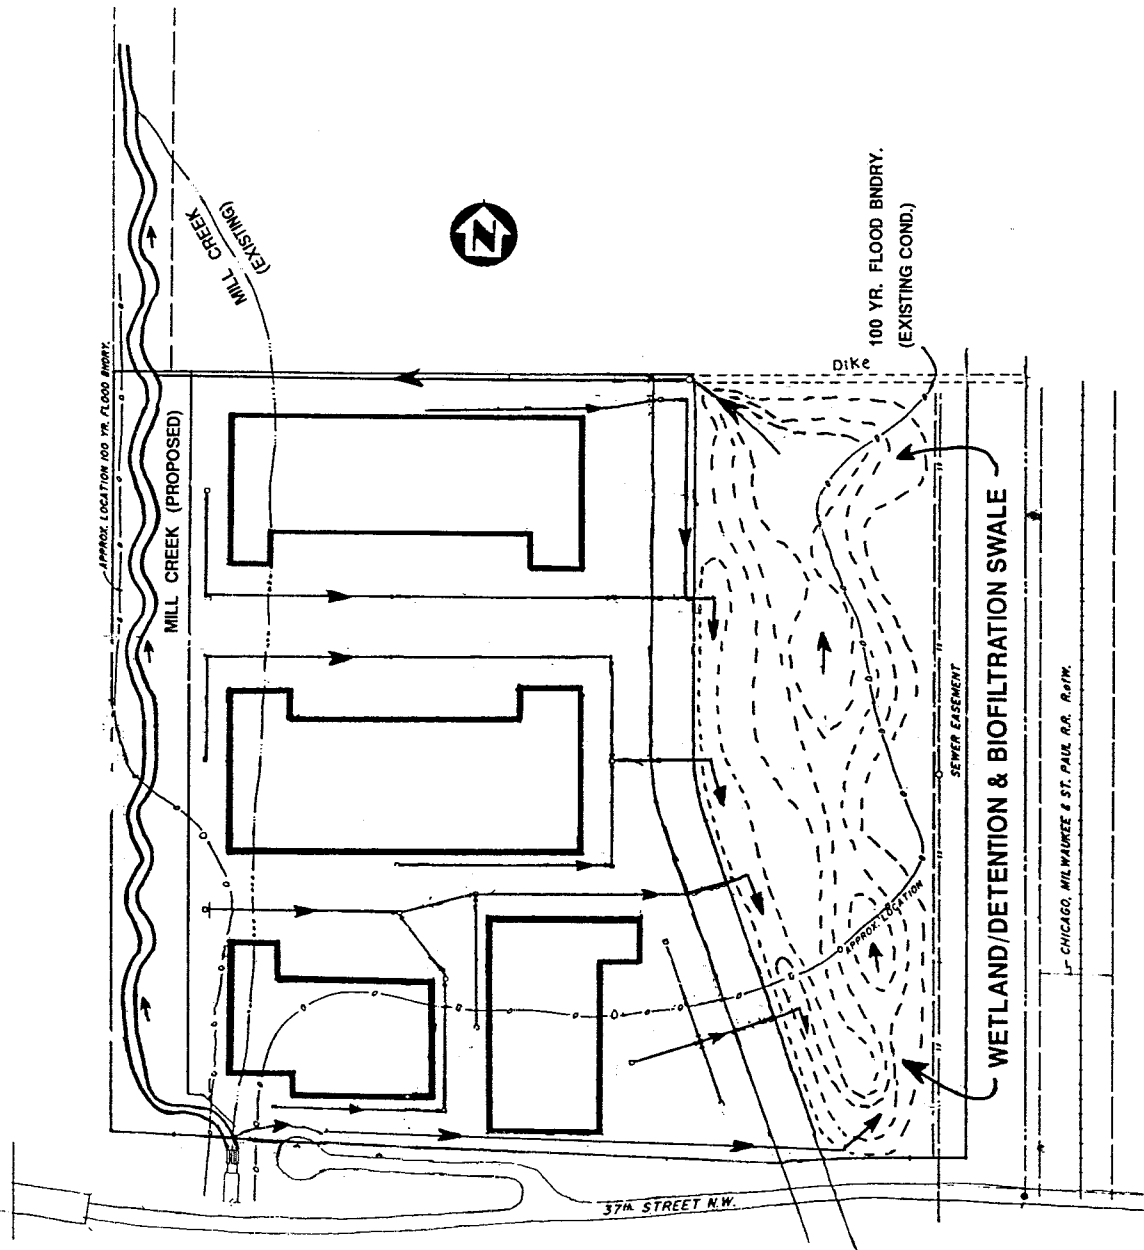 MILL CREEK
(EXISTING)
N
100 YR. FLOOD BNDRY.
(EXISTING COND.)
APPROX. LOCATION 100 YR. FLOOD BNDRY.
MILL CREEK (PROPOSED)
Dike
WETLAND/DETENTION & BIOFILTRATION SWALE
SEWER EASEMENT
CHICAGO, MILWAUKEE & ST. PAUL R.R. R.of W.
APPROX. LOCATION
37th STREET N.W.